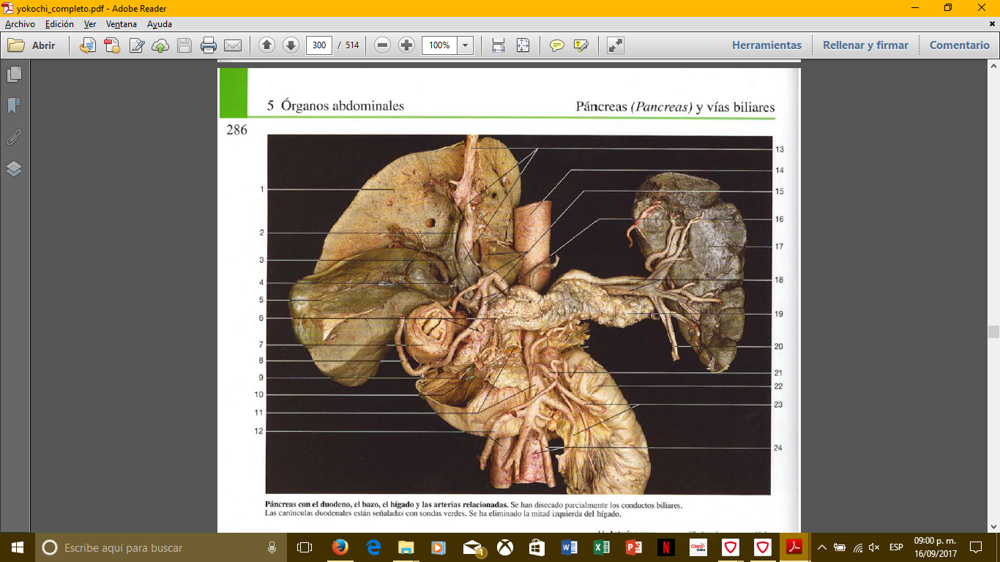 yokochi_completo.pdf - Adobe Reader
Archivo Edición Ver Ventana Ayuda
Abrir 300 / 514 100% Herramientas Rellenar y firmar Comentario
5 Órganos abdominales Páncreas (Pancreas) y vías biliares
286
1
2
3
4
5
6
7
8
9
10
11
12
13
14
15
16
17
18
19
20
21
22
23
24
Páncreas con el duodeno, el bazo, el hígado y las arterias relacionadas. Se han disecado parcialmente los conductos biliares.
Las carúnculas duodenales están señaladas con sondas verdes. Se ha eliminado la mitad izquierda del hígado.
Escribe aquí para buscar
1
Claro
video
ESP
09:00 p. m.
16/09/2017